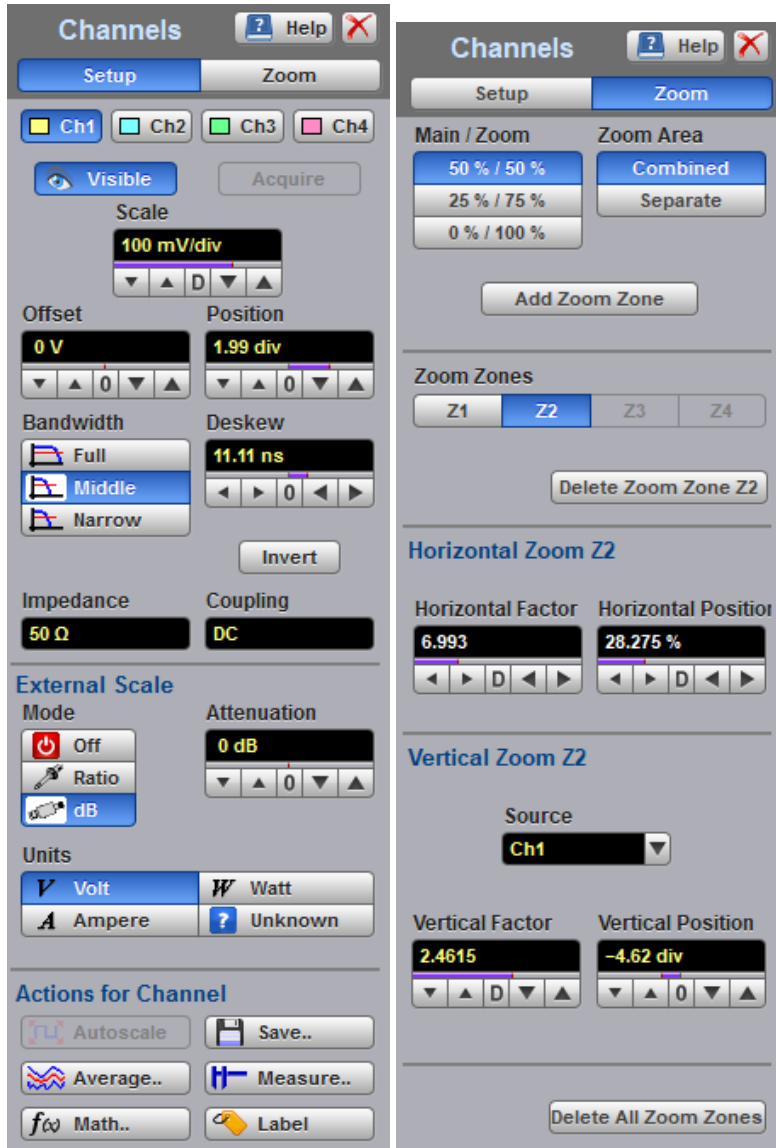 Channels
Help
Setup
Zoom
Ch1
Ch2
Ch3
Ch4
Visible
Acquire
Scale
100 mV/div
D
Offset
Position
0 V
1.99 div
0
0
Bandwidth
Deskew
Full
11.11 ns
Middle
0
Narrow
Invert
Impedance
Coupling
50 Ω
DC
External Scale
Mode
Attenuation
Off
0 dB
Ratio
0
dB
Units
V Volt
W Watt
A Ampere
? Unknown
Actions for Channel
Autoscale
Save..
Average..
Measure..
f(x) Math..
Label
Channels
Help
Setup
Zoom
Main / Zoom
Zoom Area
50 % / 50 %
Combined
25 % / 75 %
Separate
0 % / 100 %
Add Zoom Zone
Zoom Zones
Z1
Z2
Z3
Z4
Delete Zoom Zone Z2
Horizontal Zoom Z2
Horizontal Factor
Horizontal Position
6.993
28.275 %
D
D
Vertical Zoom Z2
Source
Ch1
Vertical Factor
Vertical Position
2.4615
−4.62 div
D
0
Delete All Zoom Zones